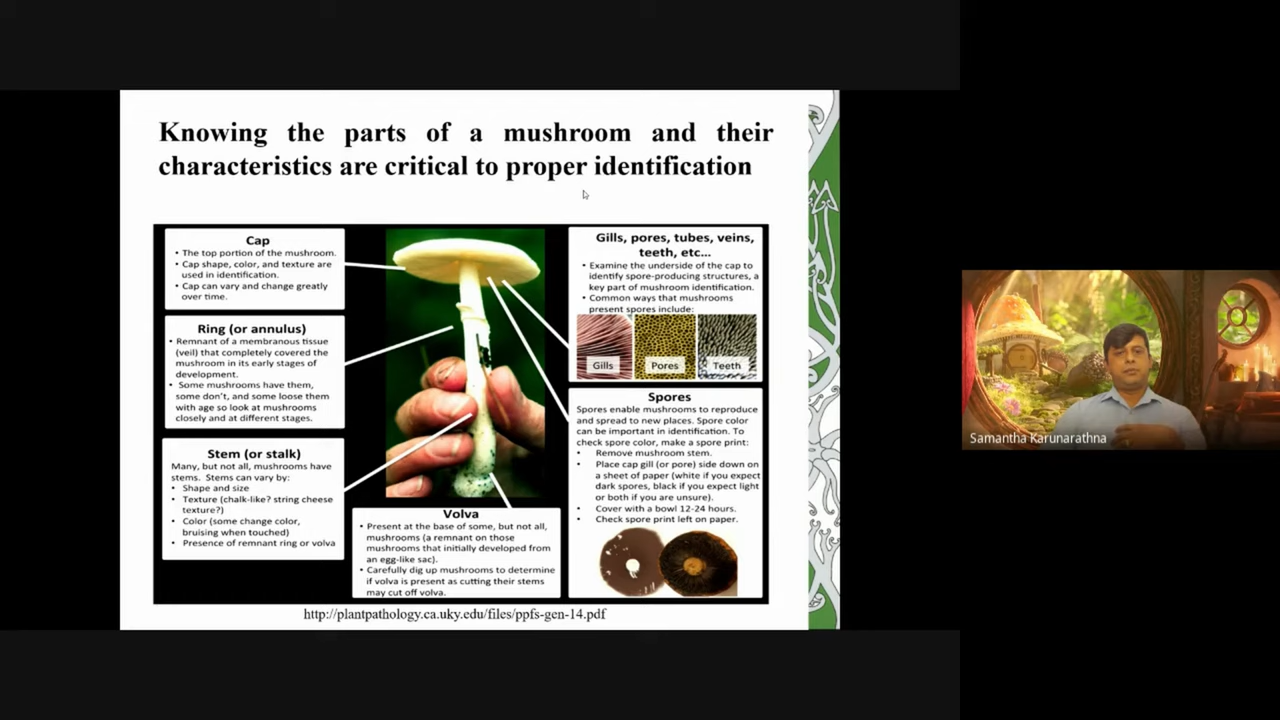 Knowing the parts of a mushroom and their
characteristics are critical to proper identification
Cap
• The top portion of the mushroom.
• Cap shape, color, and texture are
used in identification.
• Cap can vary and change greatly
over time.
Ring (or annulus)
• Remnant of a membranous tissue
(veil) that completely covered the
mushroom in its early stages of
development.
• Some mushrooms have them,
some don't, and some loose them
with age so look at mushrooms
closely and at different stages.
Stem (or stalk)
Many, but not all, mushrooms have
stems. Stems can vary by:
• Shape and size
• Texture (chalk-like? string cheese
texture?)
• Color (some change color,
bruising when touched)
• Presence of remnant ring or volva
Volva
• Present at the base of some, but not all,
mushrooms (a remnant on those
mushrooms that initially developed from
an egg-like sac).
• Carefully dig up mushrooms to determine
if volva is present as cutting their stems
may cut off volva.
Gills, pores, tubes, veins,
teeth, etc...
• Examine the underside of the cap to
identify spore-producing structures, a
key part of mushroom identification.
• Common ways that mushrooms
present spores include:
Gills
Pores
Teeth
Spores
Spores enable mushrooms to reproduce
and spread to new places. Spore color
can be important in identification. To
check spore color, make a spore print:
• Remove mushroom stem.
• Place cap gill (or pore) side down on
a sheet of paper (white if you expect
dark spores, black if you expect light
or both if you are unsure).
• Cover with a bowl 12-24 hours.
• Check spore print left on paper.
http://plantpathology.ca.uky.edu/files/ppfs-gen-14.pdf
Samantha Karunarathna